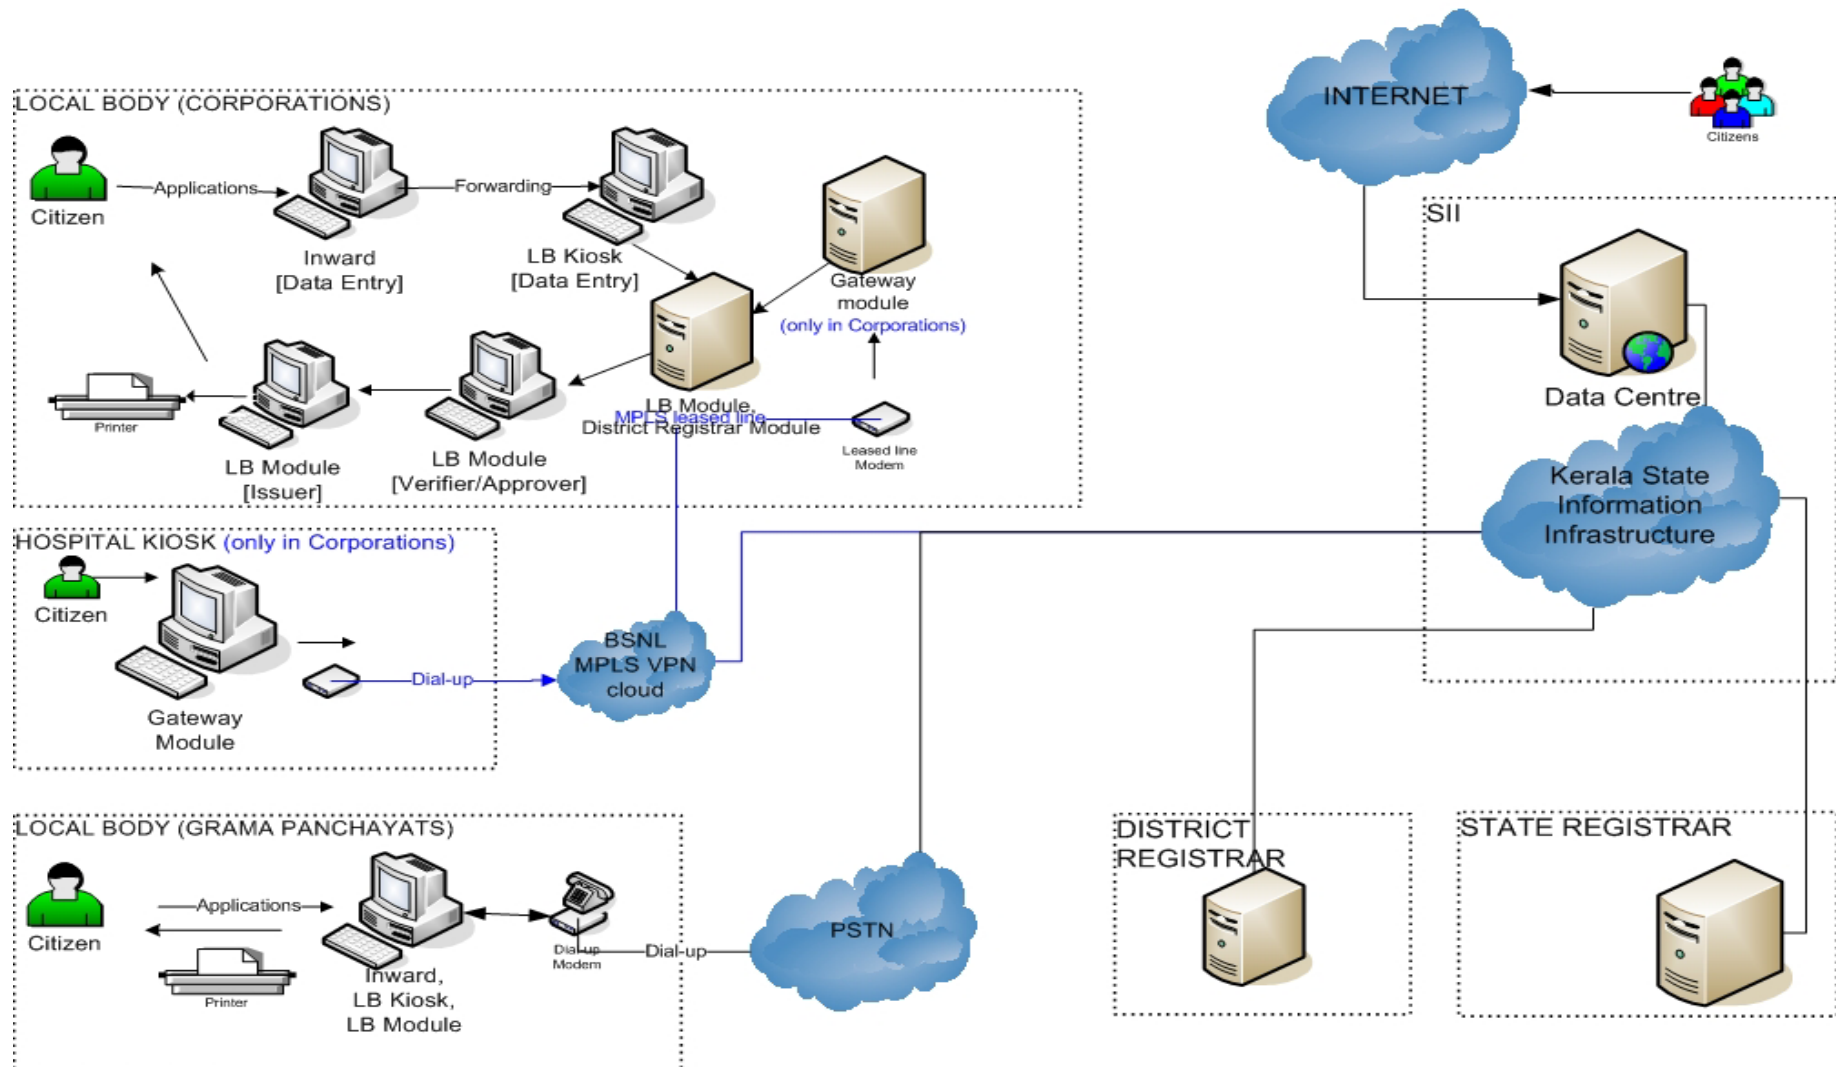 INTERNET
Citizens
LOCAL BODY (CORPORATIONS)
Citizen
Applications
Forwarding
Inward
[Data Entry]
LB Kiosk
[Data Entry]
Gateway
module
(only in Corporations)
Printer
LB Module
[Issuer]
LB Module
[Verifier/Approver]
LB Module,
District Registrar Module
MPLS leased line
Leased line
Modem
SII
Data Centre
Kerala State
Information
Infrastructure
HOSPITAL KIOSK (only in Corporations)
Citizen
Gateway
Module
Dial-up
BSNL
MPLS VPN
cloud
LOCAL BODY (GRAMA PANCHAYATS)
Citizen
Applications
Printer
Inward,
LB Kiosk,
LB Module
Dial-up
Modem
Dial-up
PSTN
DISTRICT
REGISTRAR
STATE REGISTRAR